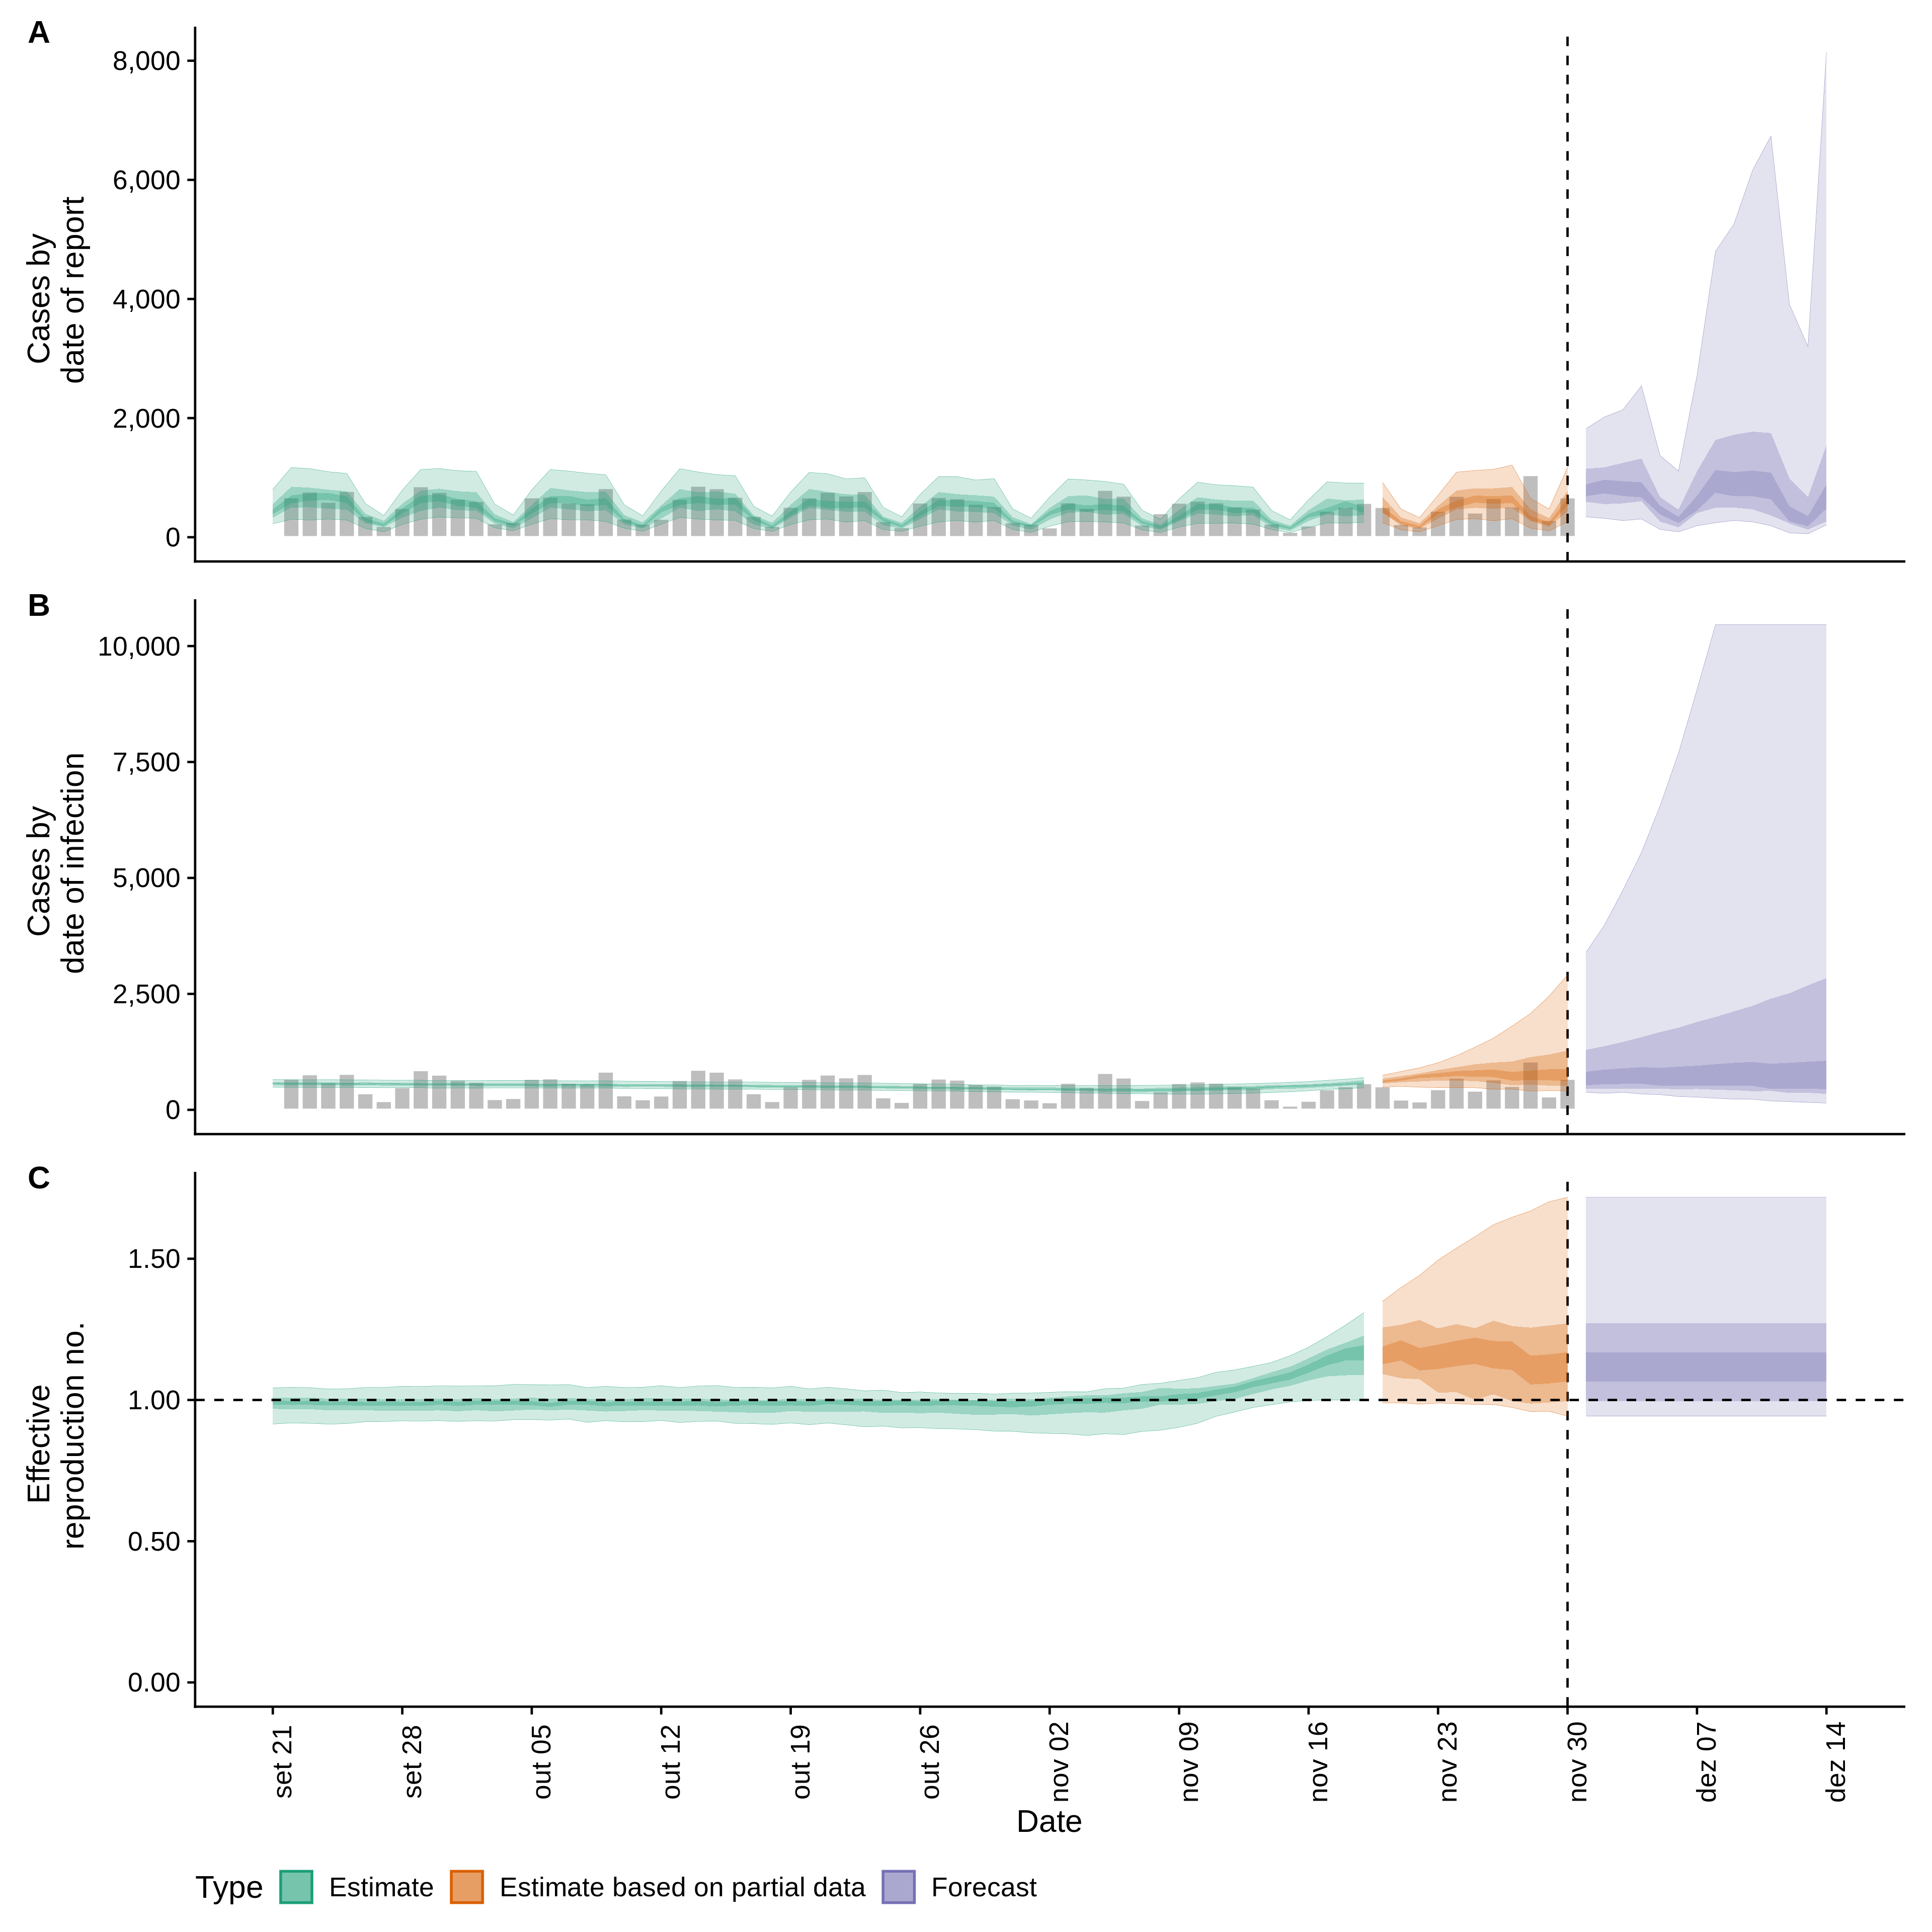 A
8,000
6,000
4,000
2,000
0
Cases by
date of report
B
10,000
7,500
5,000
2,500
0
Cases by
date of infection
C
1.50
1.00
0.50
0.00
Effective
reproduction no.
set 21
set 28
out 05
out 12
out 19
out 26
nov 02
nov 09
nov 16
nov 23
nov 30
dez 07
dez 14
Date
Type Estimate Estimate based on partial data Forecast